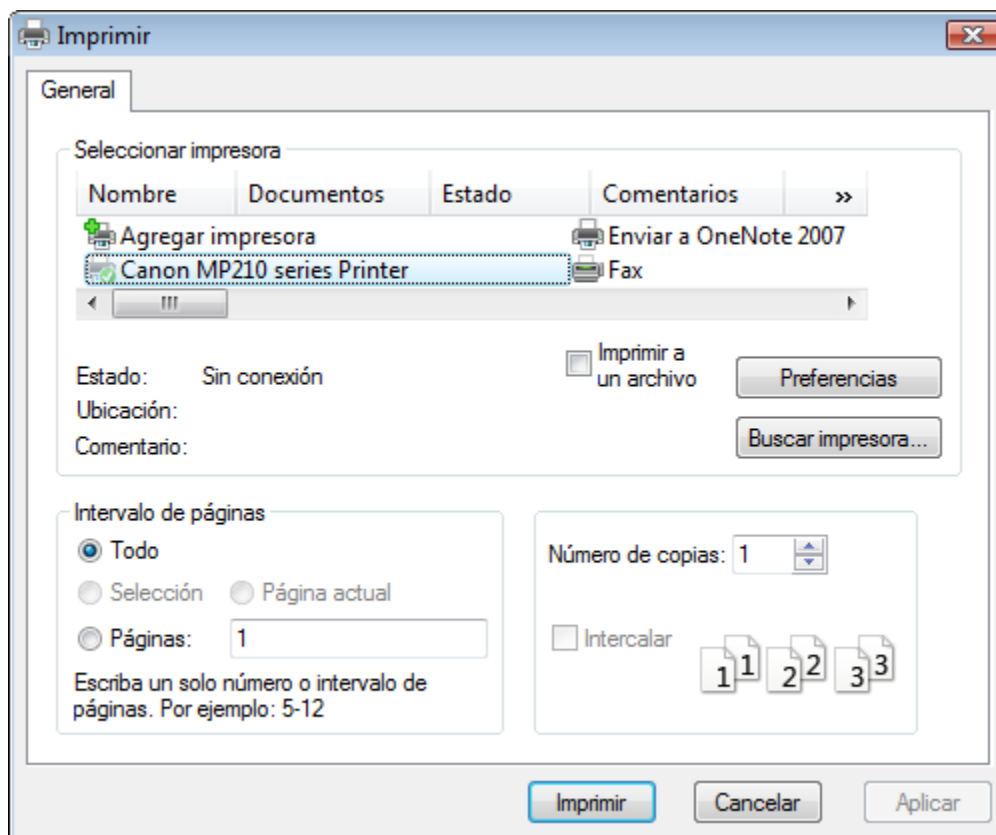 Imprimir
General
Seleccionar impresora
Nombre Documentos Estado Comentarios »
Agregar impresora Enviar a OneNote 2007
Canon MP210 series Printer Fax
Estado: Sin conexión
Imprimir a
un archivo
Preferencias
Ubicación:
Comentario:
Buscar impresora...
Intervalo de páginas
Todo
Selección Página actual
Páginas: 1
Escriba un solo número o intervalo de
páginas. Por ejemplo: 5-12
Número de copias: 1
Intercalar
1 1 2 2 3 3
Imprimir Cancelar Aplicar